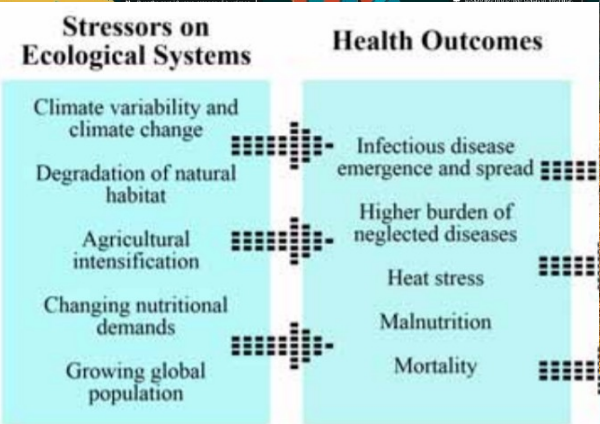 Stressors on
Ecological Systems
Climate variability and
climate change
Degradation of natural
habitat
Agricultural
intensification
Changing nutritional
demands
Growing global
population
Health Outcomes
Infectious disease
emergence and spread
Higher burden of
neglected diseases
Heat stress
Malnutrition
Mortality